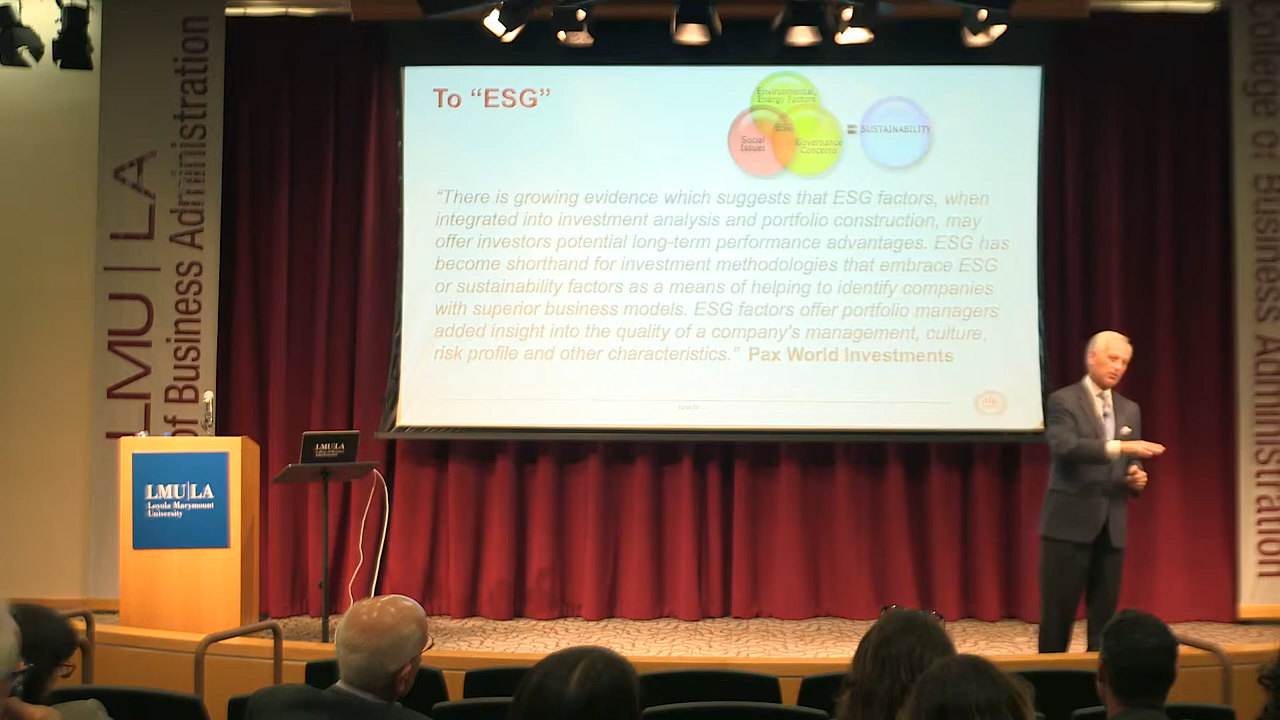 LMU | LA
of Business Administration
To “ESG”
Environmental,
Energy Factors
Social
Issues
ESG
Governance
Concerns
=
SUSTAINABILITY
“There is growing evidence which suggests that ESG factors, when
integrated into investment analysis and portfolio construction, may
offer investors potential long-term performance advantages. ESG has
become shorthand for investment methodologies that embrace ESG
or sustainability factors as a means of helping to identify companies
with superior business models. ESG factors offer portfolio managers
added insight into the quality of a company's management, culture,
risk profile and other characteristics.” Pax World Investments
College of Business Administration
LMU|LA
LMU|LA
Loyola Marymount
University